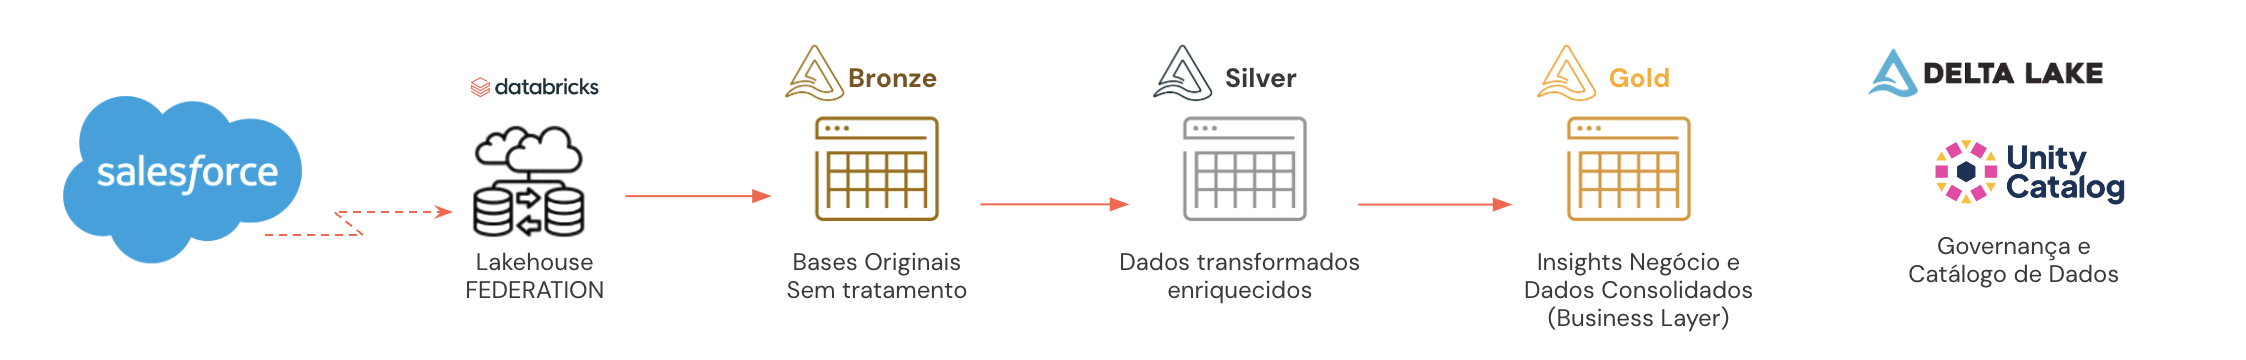 salesforce
databricks
Lakehouse
FEDERATION
Bronze
Bases Originais
Sem tratamento
Silver
Dados transformados
enriquecidos
Gold
Insights Negócio e
Dados Consolidados
(Business Layer)
DELTA LAKE
Unity
Catalog
Governança e
Catálogo de Dados